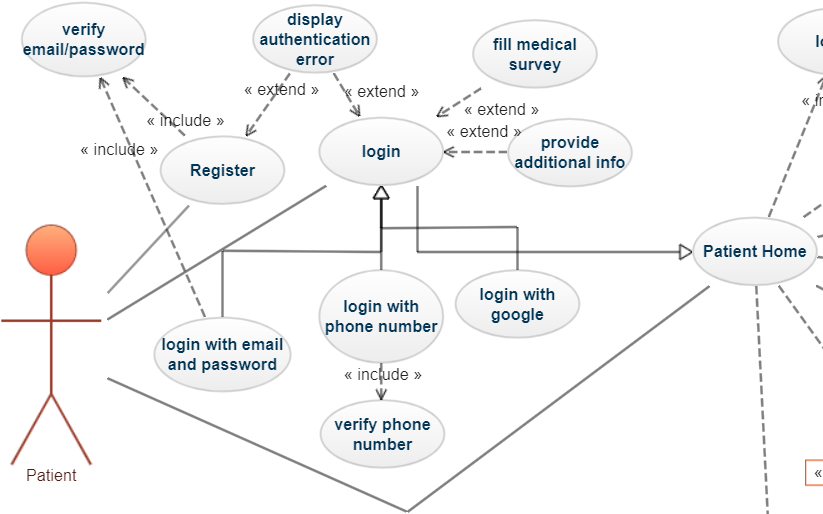 verify
email/password
display
authentication
error
fill medical
survey
« extend »
« extend »
« extend »
« include »
« extend »
« include »
Register
login
provide
additional info
Patient Home
login with
phone number
login with
google
login with email
and password
« include »
verify phone
number
Patient